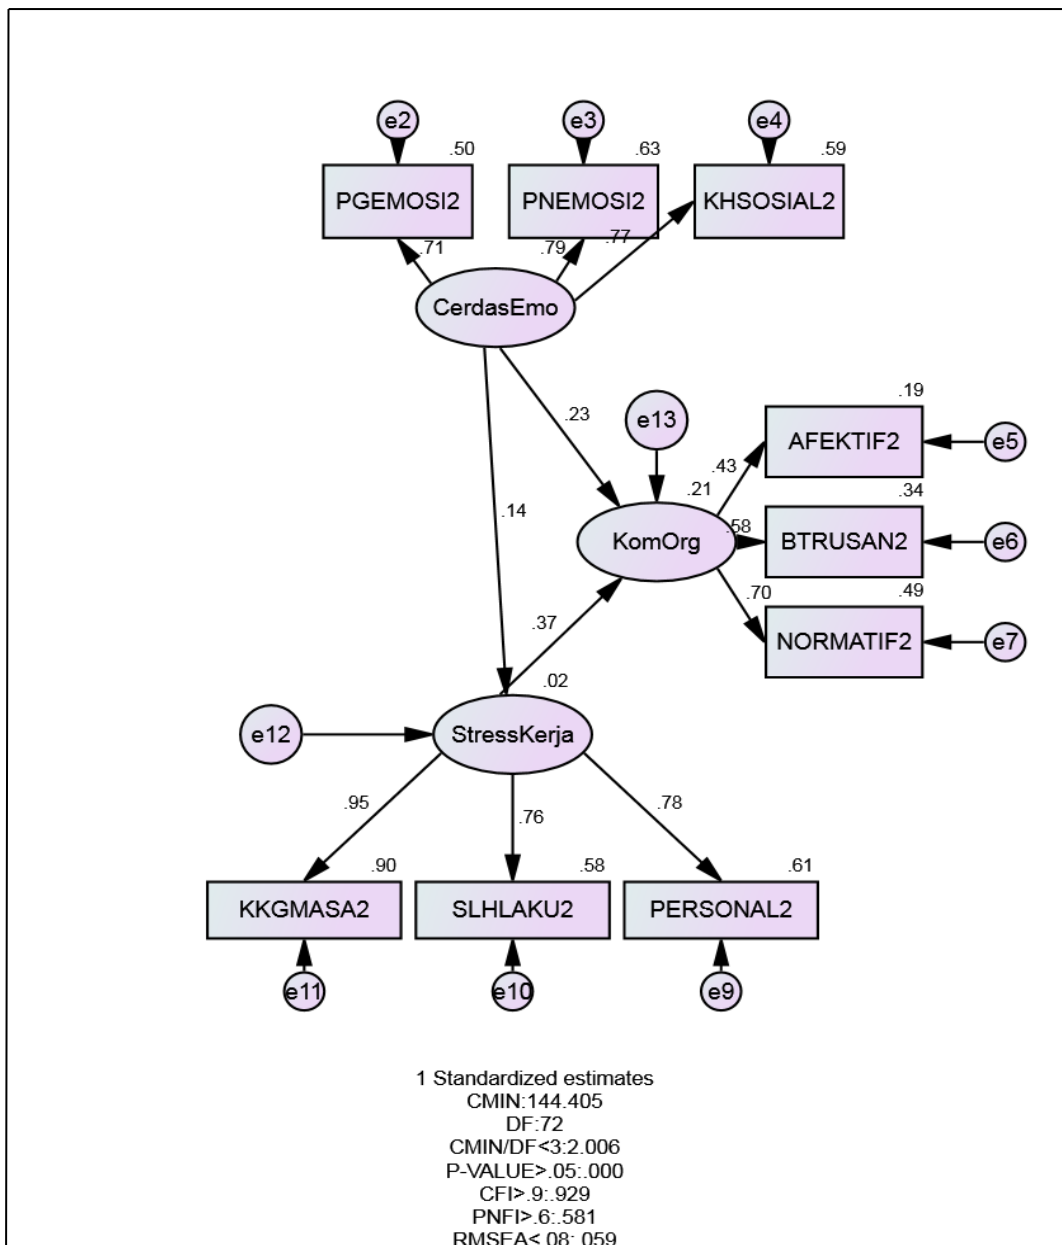 e2
e3
e4
.50
.63
.59
PGEMOSI2
PNEMOSI2
KHSOSIAL2
.71
.79
.77
CerdasEmo
.23
e13
.19
AFEKTIF2
e5
.43
.21
.14
.34
KomOrg
.58
BTRUSAN2
e6
.70
.49
NORMATIF2
e7
.37
.02
e12
StressKerja
.95
.76
.78
.90
.58
.61
KKGMASA2
SLHLAKU2
PERSONAL2
e11
e10
e9
1 Standardized estimates
CMIN:144.405
DF:72
CMIN/DF<3:2.006
P-VALUE>.05:.000
CFI>.9:.929
PNFI>.6:.581
RMSEA<.08:.059